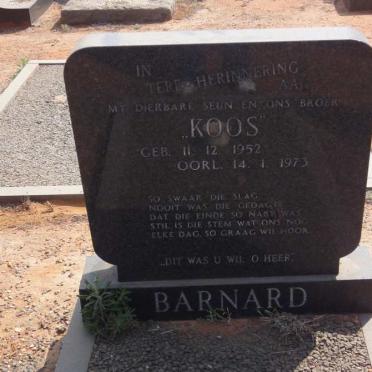 IN
TERE HERINNERING
AAN
MY DIERBARE SEUN EN ONS BROER
„KOOS"
GEB. 11. 12. 1952
OORL. 14. 1. 1973
SO SWAAR DIE SLAG
NOOIT WAS DIE GEDAGTE
DAT DIE EINDE SO NABY WAS
STIL IS DIE STEM WAT ONS NOG
ELKE DAG, SO GRAAG WIL HOOR
„DIT WAS U WIL O HEER"
BARNARD